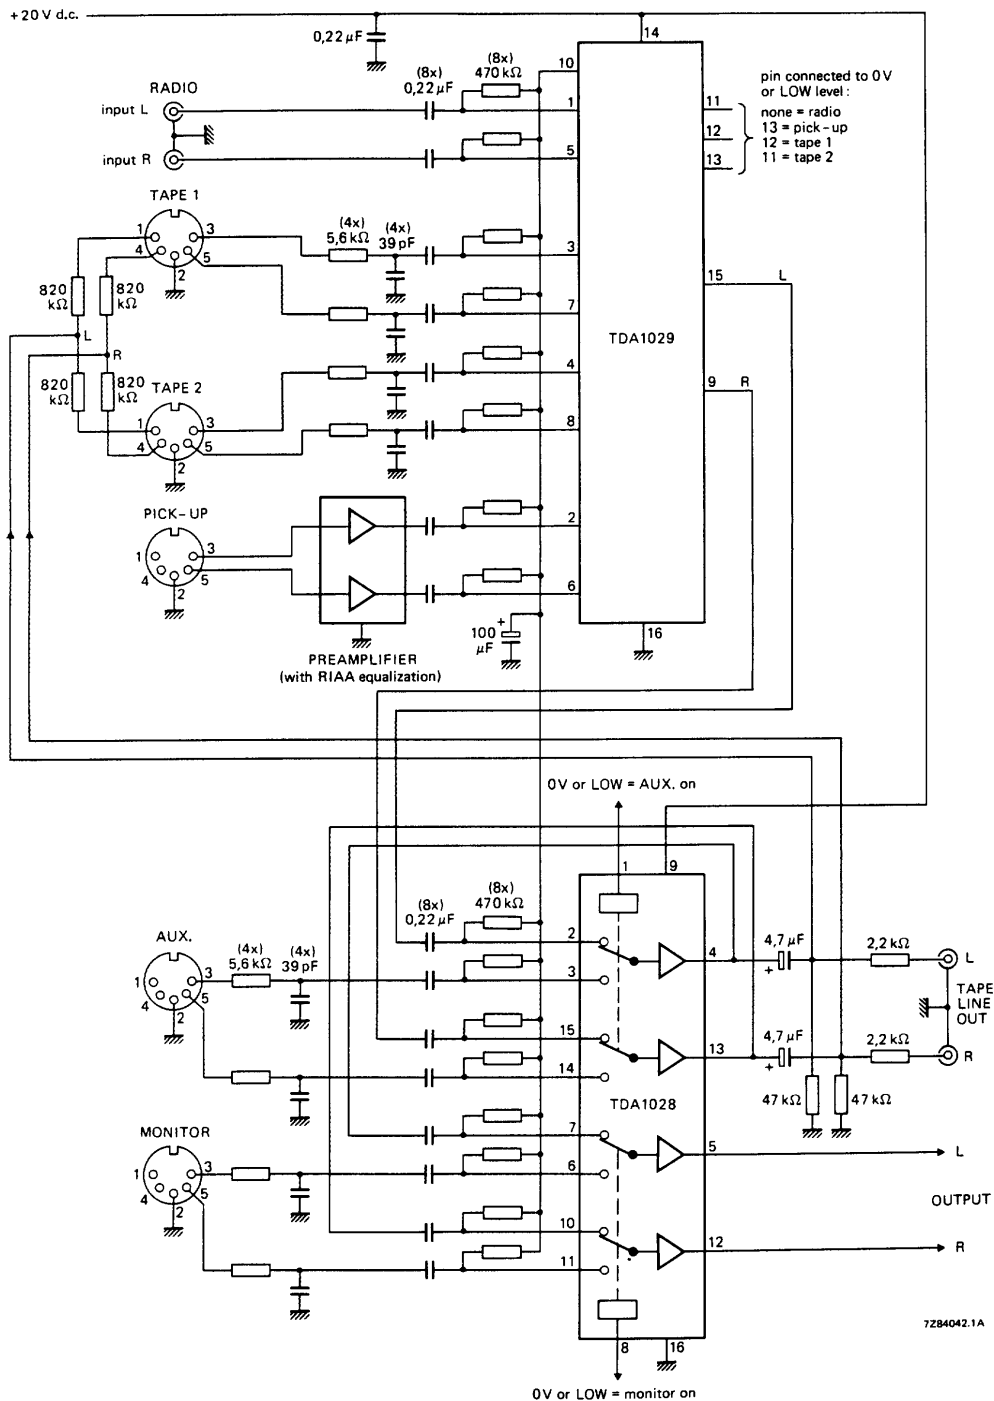 +20 V d.c.
0,22 µF
14
(8x)
0,22 µF
(8x)
470 kΩ
10
RADIO
input L
1
input R
5
11
12
13
pin connected to 0 V
or LOW level:
none = radio
13 = pick-up
12 = tape 1
11 = tape 2
TAPE 1
1
3
4
5
2
(4x)
5,6 kΩ
(4x)
39 pF
3
15
L
820
kΩ
820
kΩ
7
L
R
TDA1029
820
kΩ
820
kΩ
TAPE 2
1
3
4
5
2
4
8
9
R
PICK-UP
1
3
4
5
2
2
6
100
µF
+
16
PREAMPLIFIER
(with RIAA equalization)
0V or LOW = AUX. on
1
9
(8x)
0,22 µF
(8x)
470 kΩ
AUX.
1
3
4
5
2
(4x)
5,6 kΩ
(4x)
39 pF
2
3
4
4,7 µF
+
2,2 kΩ
L
TAPE
LINE
OUT
15
14
13
4,7 µF
+
2,2 kΩ
R
47 kΩ
47 kΩ
TDA1028
MONITOR
1
3
4
5
2
7
6
5
L
OUTPUT
10
11
12
R
8
16
7Z84042.1A
0V or LOW = monitor on